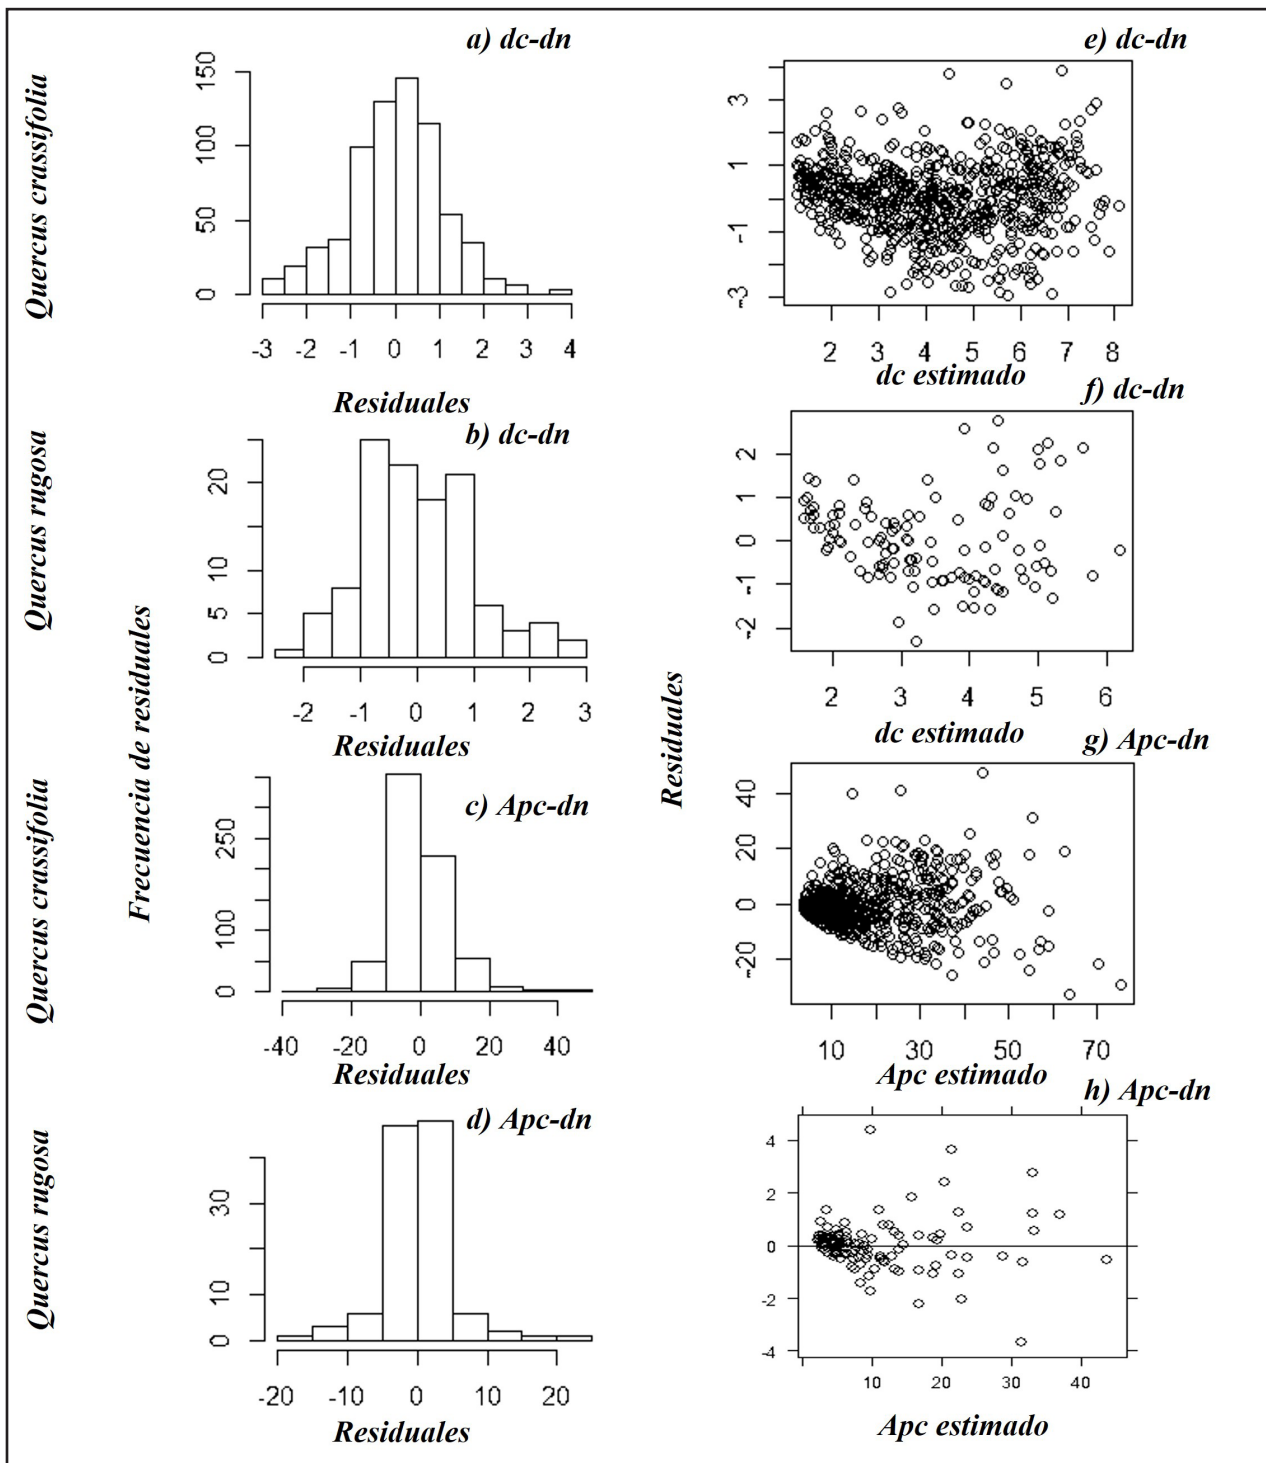 Quercus crassifolia
Quercus rugosa
Quercus crassifolia
Quercus rugosa
Frecuencia de residuales
a) dc-dn
150
100
50
0
-3 -2 -1 0 1 2 3 4
Residuales
b) dc-dn
20
10
5
0
-2 -1 0 1 2 3
Residuales
c) Apc-dn
250
100
0
-40 -20 0 20 40
Residuales
d) Apc-dn
30
10
0
-20 -10 0 10 20
Residuales
Residuales
e) dc-dn
3
1
-1
-3
2 3 4 5 6 7 8
dc estimado
f) dc-dn
2
1
0
-1
-2
2 3 4 5 6
dc estimado
g) Apc-dn
40
20
0
-20
10 30 50 70
Apc estimado
h) Apc-dn
4
2
0
-2
-4
10 20 30 40
Apc estimado